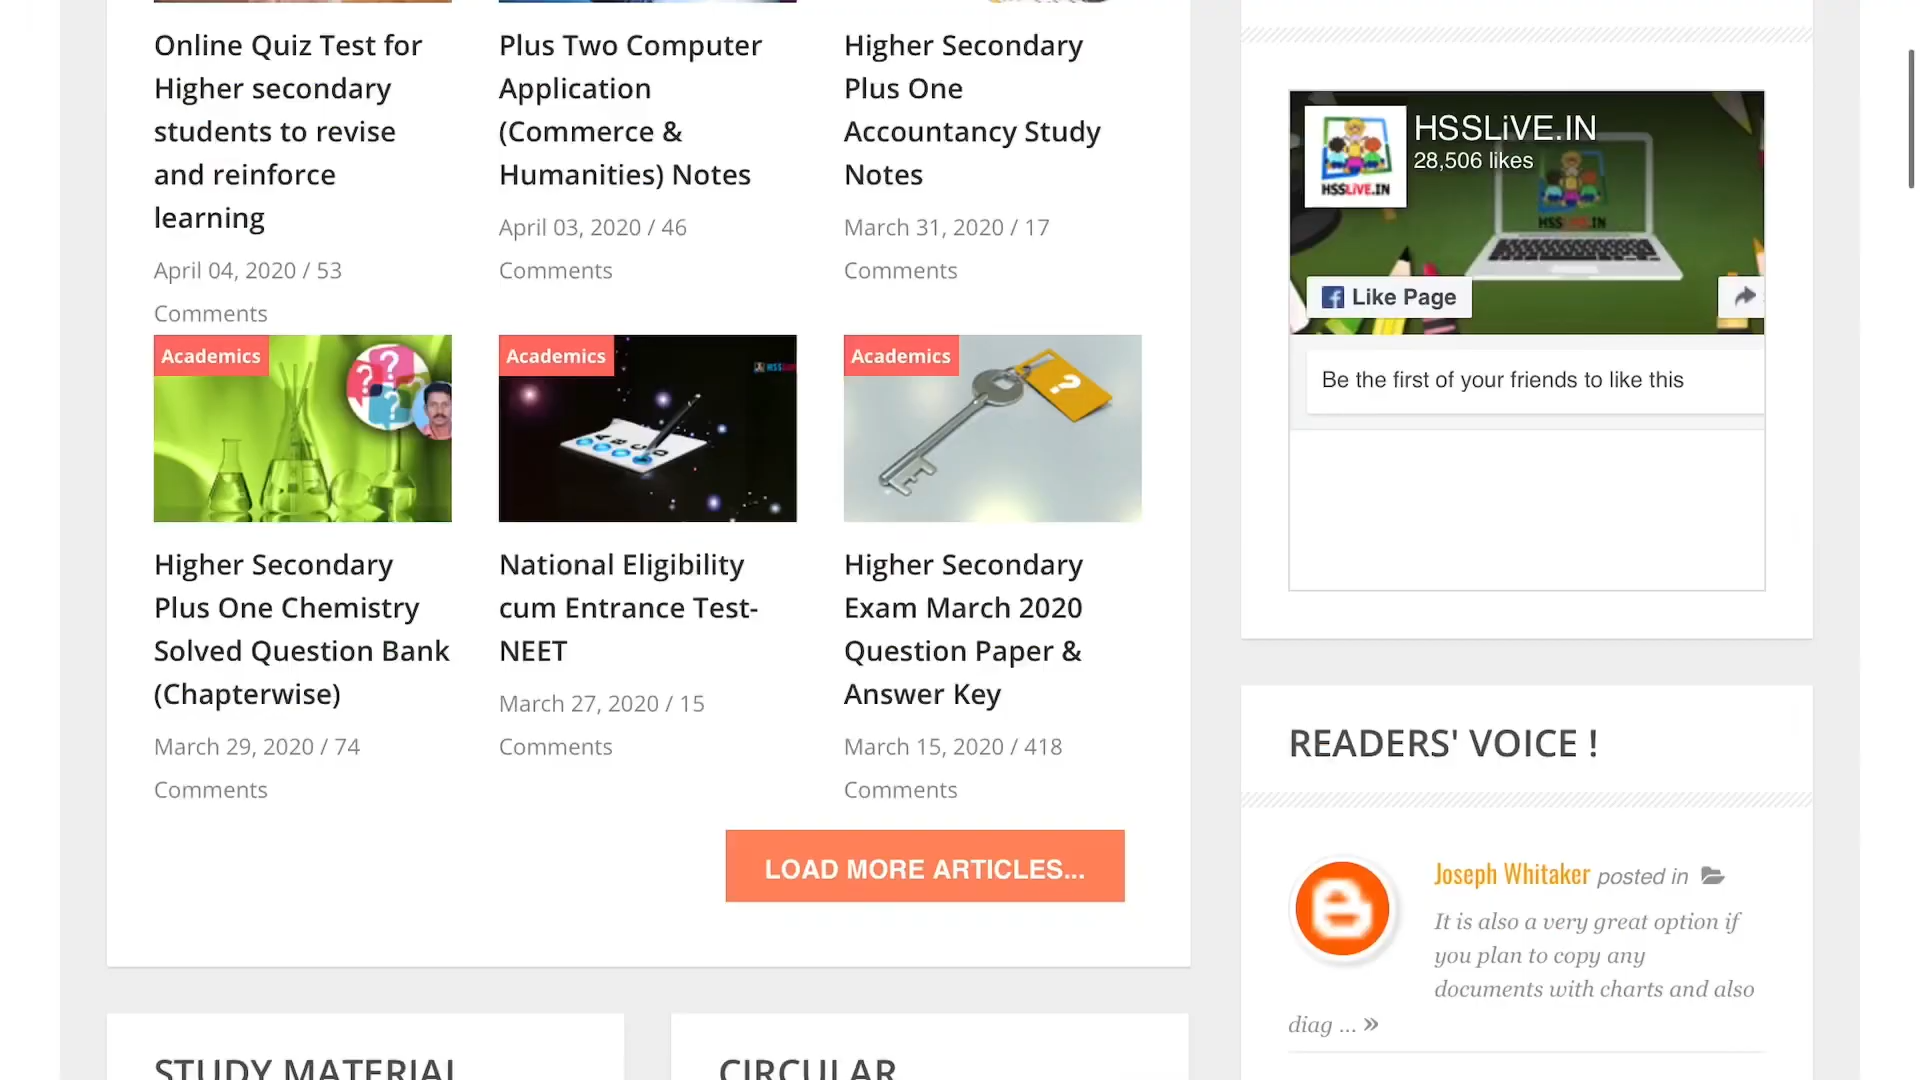 Online Quiz Test for
Higher secondary
students to revise
and reinforce
learning
April 04, 2020 / 53
Comments
Plus Two Computer
Application
(Commerce &
Humanities) Notes
April 03, 2020 / 46
Comments
Higher Secondary
Plus One
Accountancy Study
Notes
March 31, 2020 / 17
Comments
Academics
Higher Secondary
Plus One Chemistry
Solved Question Bank
(Chapterwise)
March 29, 2020 / 74
Comments
Academics
National Eligibility
cum Entrance Test-
NEET
March 27, 2020 / 15
Comments
Academics
Higher Secondary
Exam March 2020
Question Paper &
Answer Key
March 15, 2020 / 418
Comments
LOAD MORE ARTICLES...
STUDY MATERIAL
CIRCULAR
HSSLiVE.IN
HSSLiVE.IN
28,506 likes
HSSLiVE.IN
Like Page
Be the first of your friends to like this
READERS' VOICE !
Joseph Whitaker posted in
It is also a very great option if
you plan to copy any
documents with charts and also
diag ... »